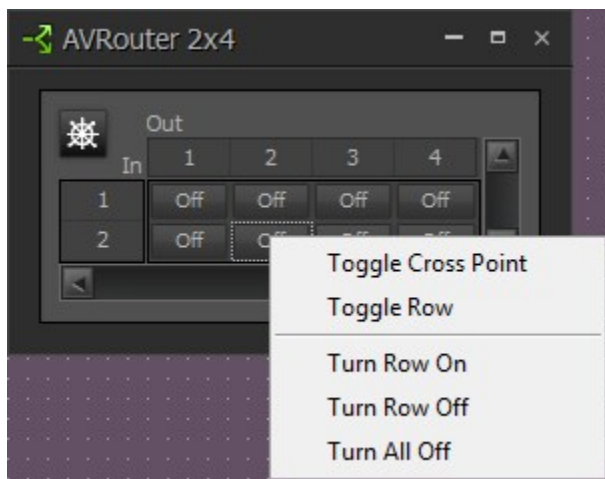 AVRouter 2x4
Out
In 1 2 3 4
1 Off Off Off Off
2 Off
Toggle Cross Point
Toggle Row
Turn Row On
Turn Row Off
Turn All Off